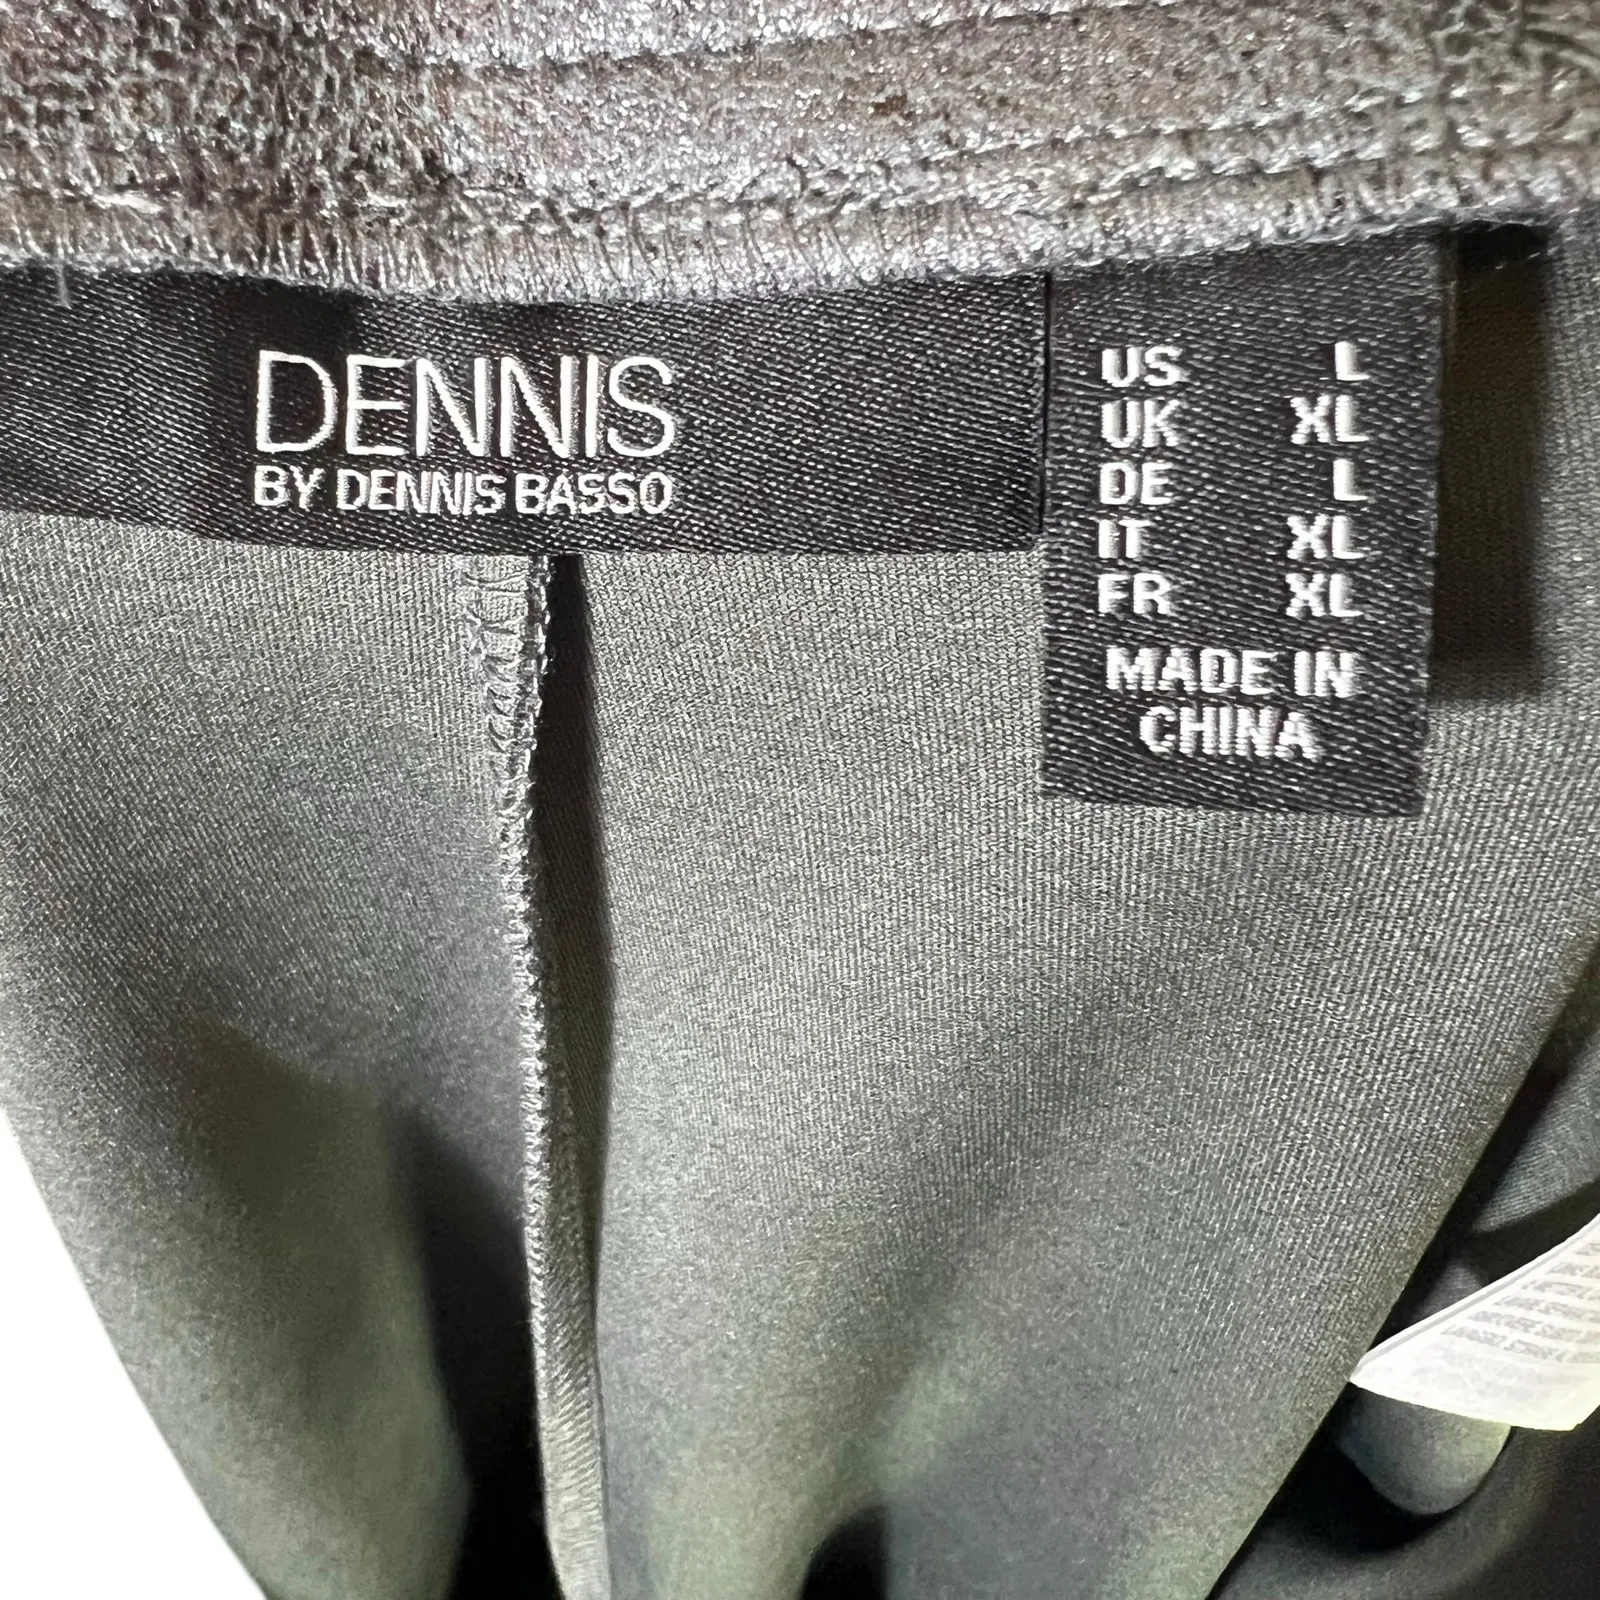 DENNIS
BY DENNIS BASSO
US L
UK XL
DE L
IT XL
FR XL
MADE IN
CHINA